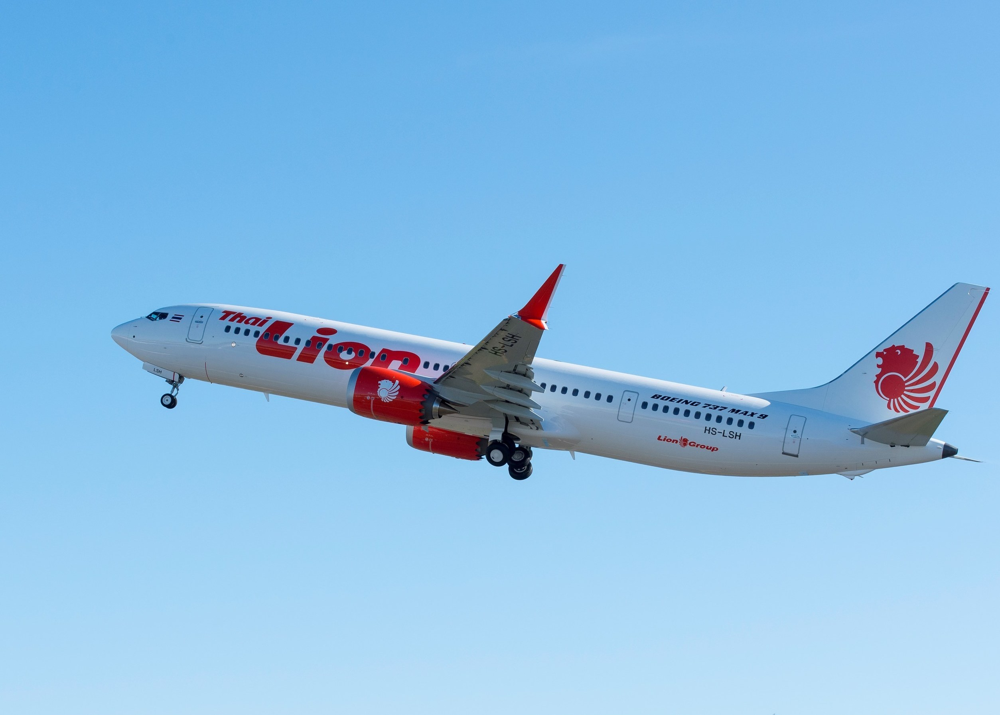 Thai
Lion
LSH
HS-LSH
BOEING 737 MAX 9
HS-LSH
Lion Group